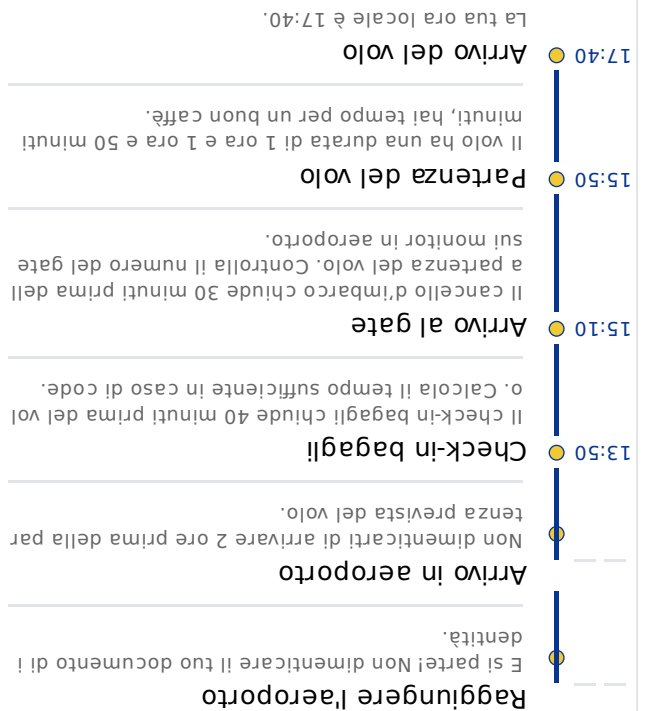 Raggiungere l'aeroporto
E si parte! Non dimenticare il tuo documento di i
dentità.
Arrivo in aeroporto
Non dimenticarti di arrivare 2 ore prima della par
tenza prevista del volo.
13:50 Check-in bagagli
Il check-in bagagli chiude 40 minuti prima del vol
o. Calcola il tempo sufficiente in caso di code.
15:10 Arrivo al gate
Il cancello d'imbarco chiude 30 minuti prima dell
a partenza del volo. Controlla il numero del gate
sui monitor in aeroporto.
15:50 Partenza del volo
Il volo ha una durata di 1 ora e 1 ora e 50 minuti
minuti, hai tempo per un buon caffè.
17:40 Arrivo del volo
La tua ora locale è 17:40.